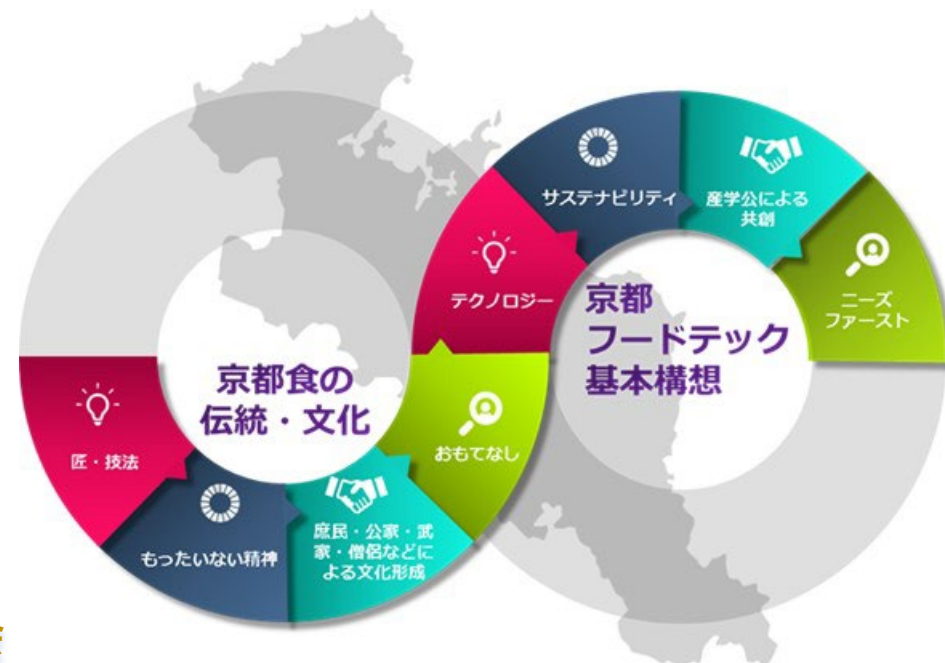 京都食の
伝統・文化
匠・技法
もったいない精神
庶民・公家・武
家・僧侶などに
よる文化形成
おもてなし
テクノロジー
サステナビリティ
産学公による
共創
ニーズ
ファースト
京都
フードテック
基本構想